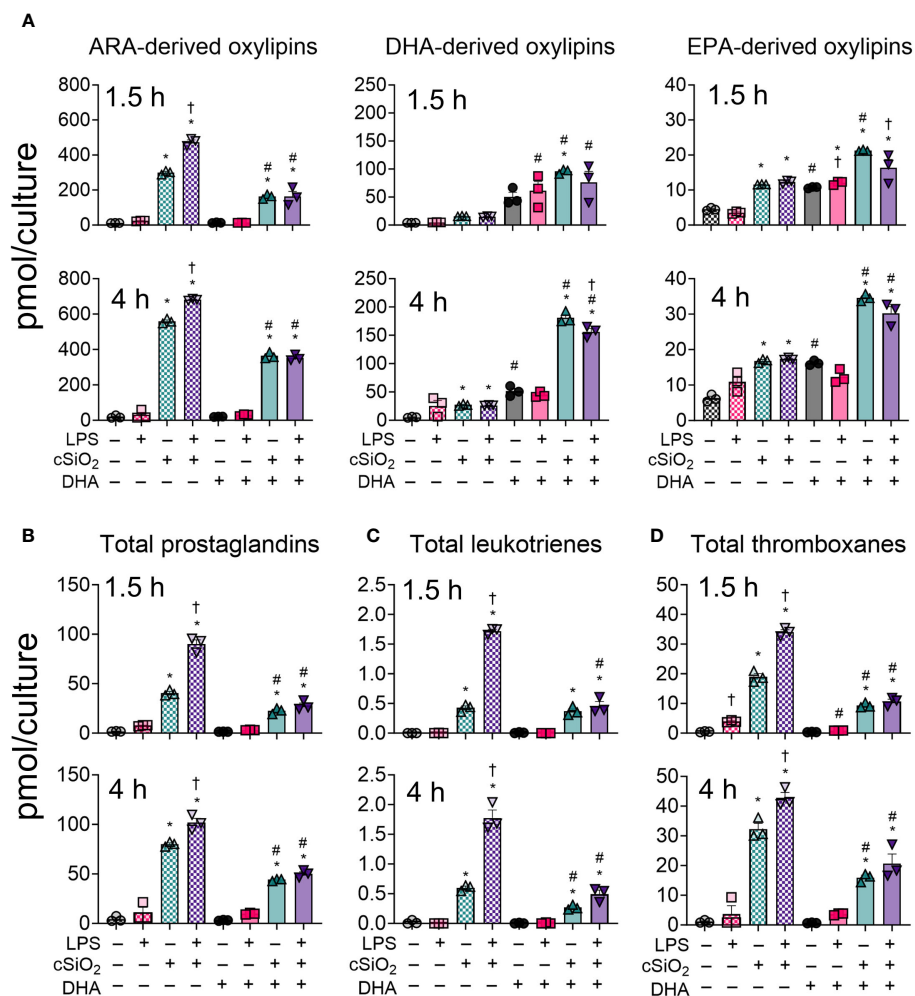 A
ARA-derived oxylipins DHA-derived oxylipins EPA-derived oxylipins
pmol/culture
800 600 400 200 0
1.5 h
* † * # * # *
250 200 150 100 50 0
1.5 h
# # * #
40 30 20 10 0
1.5 h
* * # * † # * † *
800 600 400 200 0
4 h
* † * # * # *
250 200 150 100 50 0
4 h
* * # # * † # *
40 30 20 10 0
4 h
* * # # * # *
LPS − + − + − + − +
cSiO2 − − + + − − + +
DHA − − − − + + + +
B Total prostaglandins C Total leukotrienes D Total thromboxanes
pmol/culture
150 100 50 0
1.5 h
* † * # * # *
2.5 2.0 1.5 1.0 0.5 0.0
1.5 h
* † * * # *
50 40 30 20 10 0
1.5 h
† * † * # # * # *
150 100 50 0
4 h
* † * # * # *
2.5 2.0 1.5 1.0 0.5 0.0
4 h
* † * # * # *
50 40 30 20 10 0
4 h
* † * # * # *
LPS − + − + − + − +
cSiO2 − − + + − − + +
DHA − − − − + + + +